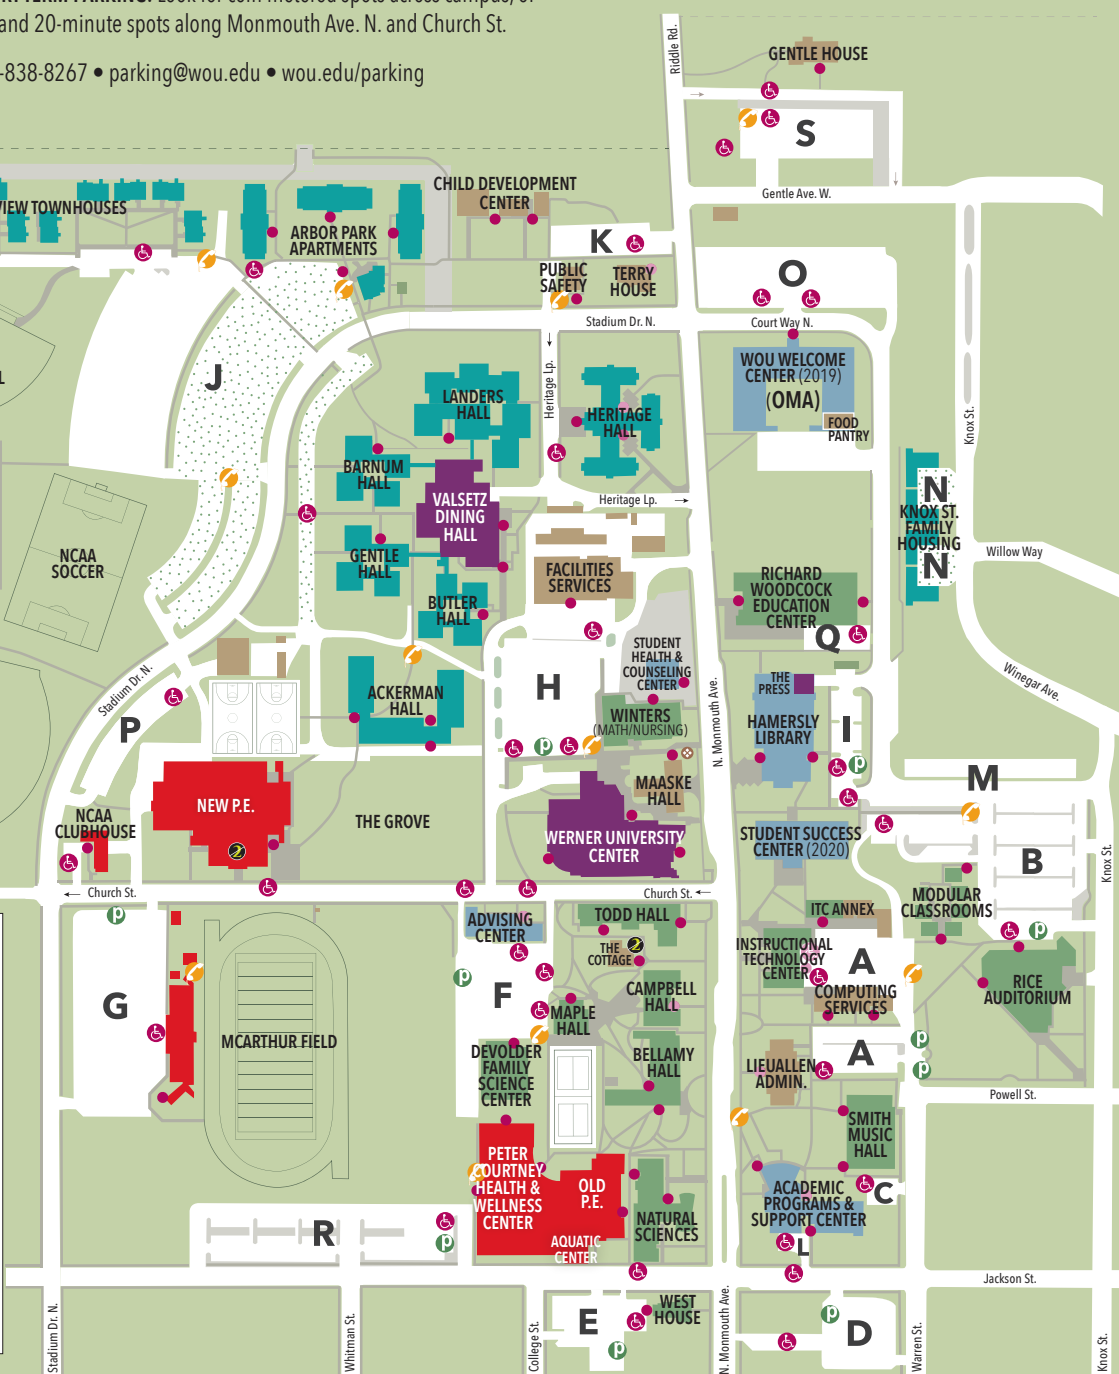 and 20-minute spots along Monmouth Ave. N. and Church St.
-838-8267 • parking@wou.edu • wou.edu/parking
Riddle Rd.
GENTLE HOUSE
S
Gentle Ave. W.
CHILD DEVELOPMENT
CENTER
VIEW TOWNHOUSES
ARBOR PARK
APARTMENTS
K
PUBLIC
SAFETY
TERRY
HOUSE
O
Stadium Dr. N.
Court Way N.
J
WOU WELCOME
CENTER (2019)
(OMA)
FOOD
PANTRY
LANDERS
HALL
Heritage Lp.
HERITAGE
HALL
Knox St.
BARNUM
HALL
VALSETZ
DINING
HALL
Heritage Lp.
N
KNOX ST.
FAMILY
HOUSING
N
Willow Way
NCAA
SOCCER
GENTLE
HALL
FACILITIES
SERVICES
RICHARD
WOODCOCK
EDUCATION
CENTER
BUTLER
HALL
Q
STUDENT
HEALTH &
COUNSELING
CENTER
Stadium Dr. N.
H
ACKERMAN
HALL
THE
PRESS
Winegar Ave.
N. Monmouth Ave.
P
WINTERS
(MATH/NURSING)
HAMERSLY
LIBRARY
I
p
p
M
MAASKE
HALL
NEW P.E.
NCAA
CLUBHOUSE
THE GROVE
WERNER UNIVERSITY
CENTER
STUDENT SUCCESS
CENTER (2020)
B
Knox St.
Church St.
Church St.
MODULAR
CLASSROOMS
p
ADVISING
CENTER
TODD HALL
ITC ANNEX
p
THE
COTTAGE
INSTRUCTIONAL
TECHNOLOGY
CENTER
A
p
F
CAMPBELL
HALL
COMPUTING
SERVICES
RICE
AUDITORIUM
G
MAPLE
HALL
MCARTHUR FIELD
p
A
DEVOLDER
FAMILY
SCIENCE
CENTER
BELLAMY
HALL
LIEUALLEN
ADMIN.
p
Powell St.
SMITH
MUSIC
HALL
PETER
COURTNEY
HEALTH &
WELLNESS
CENTER
OLD
P.E.
ACADEMIC
PROGRAMS &
SUPPORT CENTER
C
R
p
NATURAL
SCIENCES
AQUATIC
CENTER
L
Jackson St.
Stadium Dr. N.
Whitman St.
College St.
E
WEST
HOUSE
p
N. Monmouth Ave.
p
D
Warren St.
Knox St.